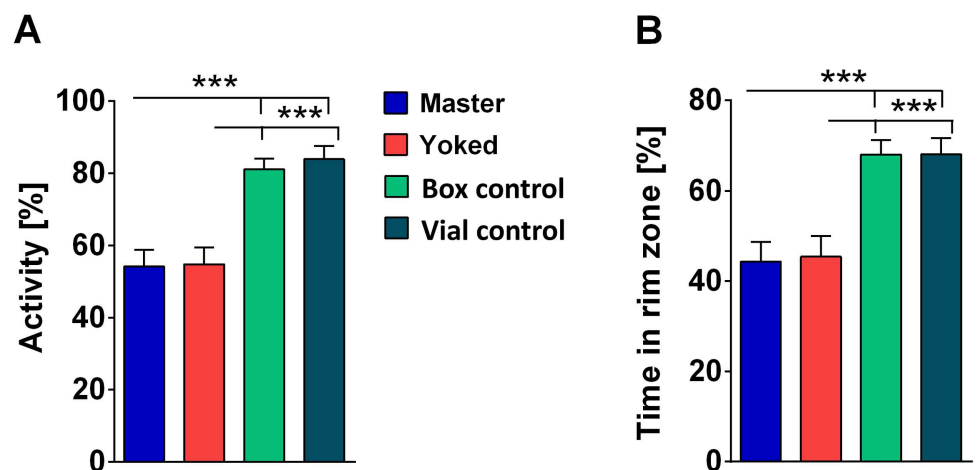 A
Activity [%]
100
80
60
40
20
0
***
***
Master
Yoked
Box control
Vial control
B
Time in rim zone [%]
80
60
40
20
0
***
***